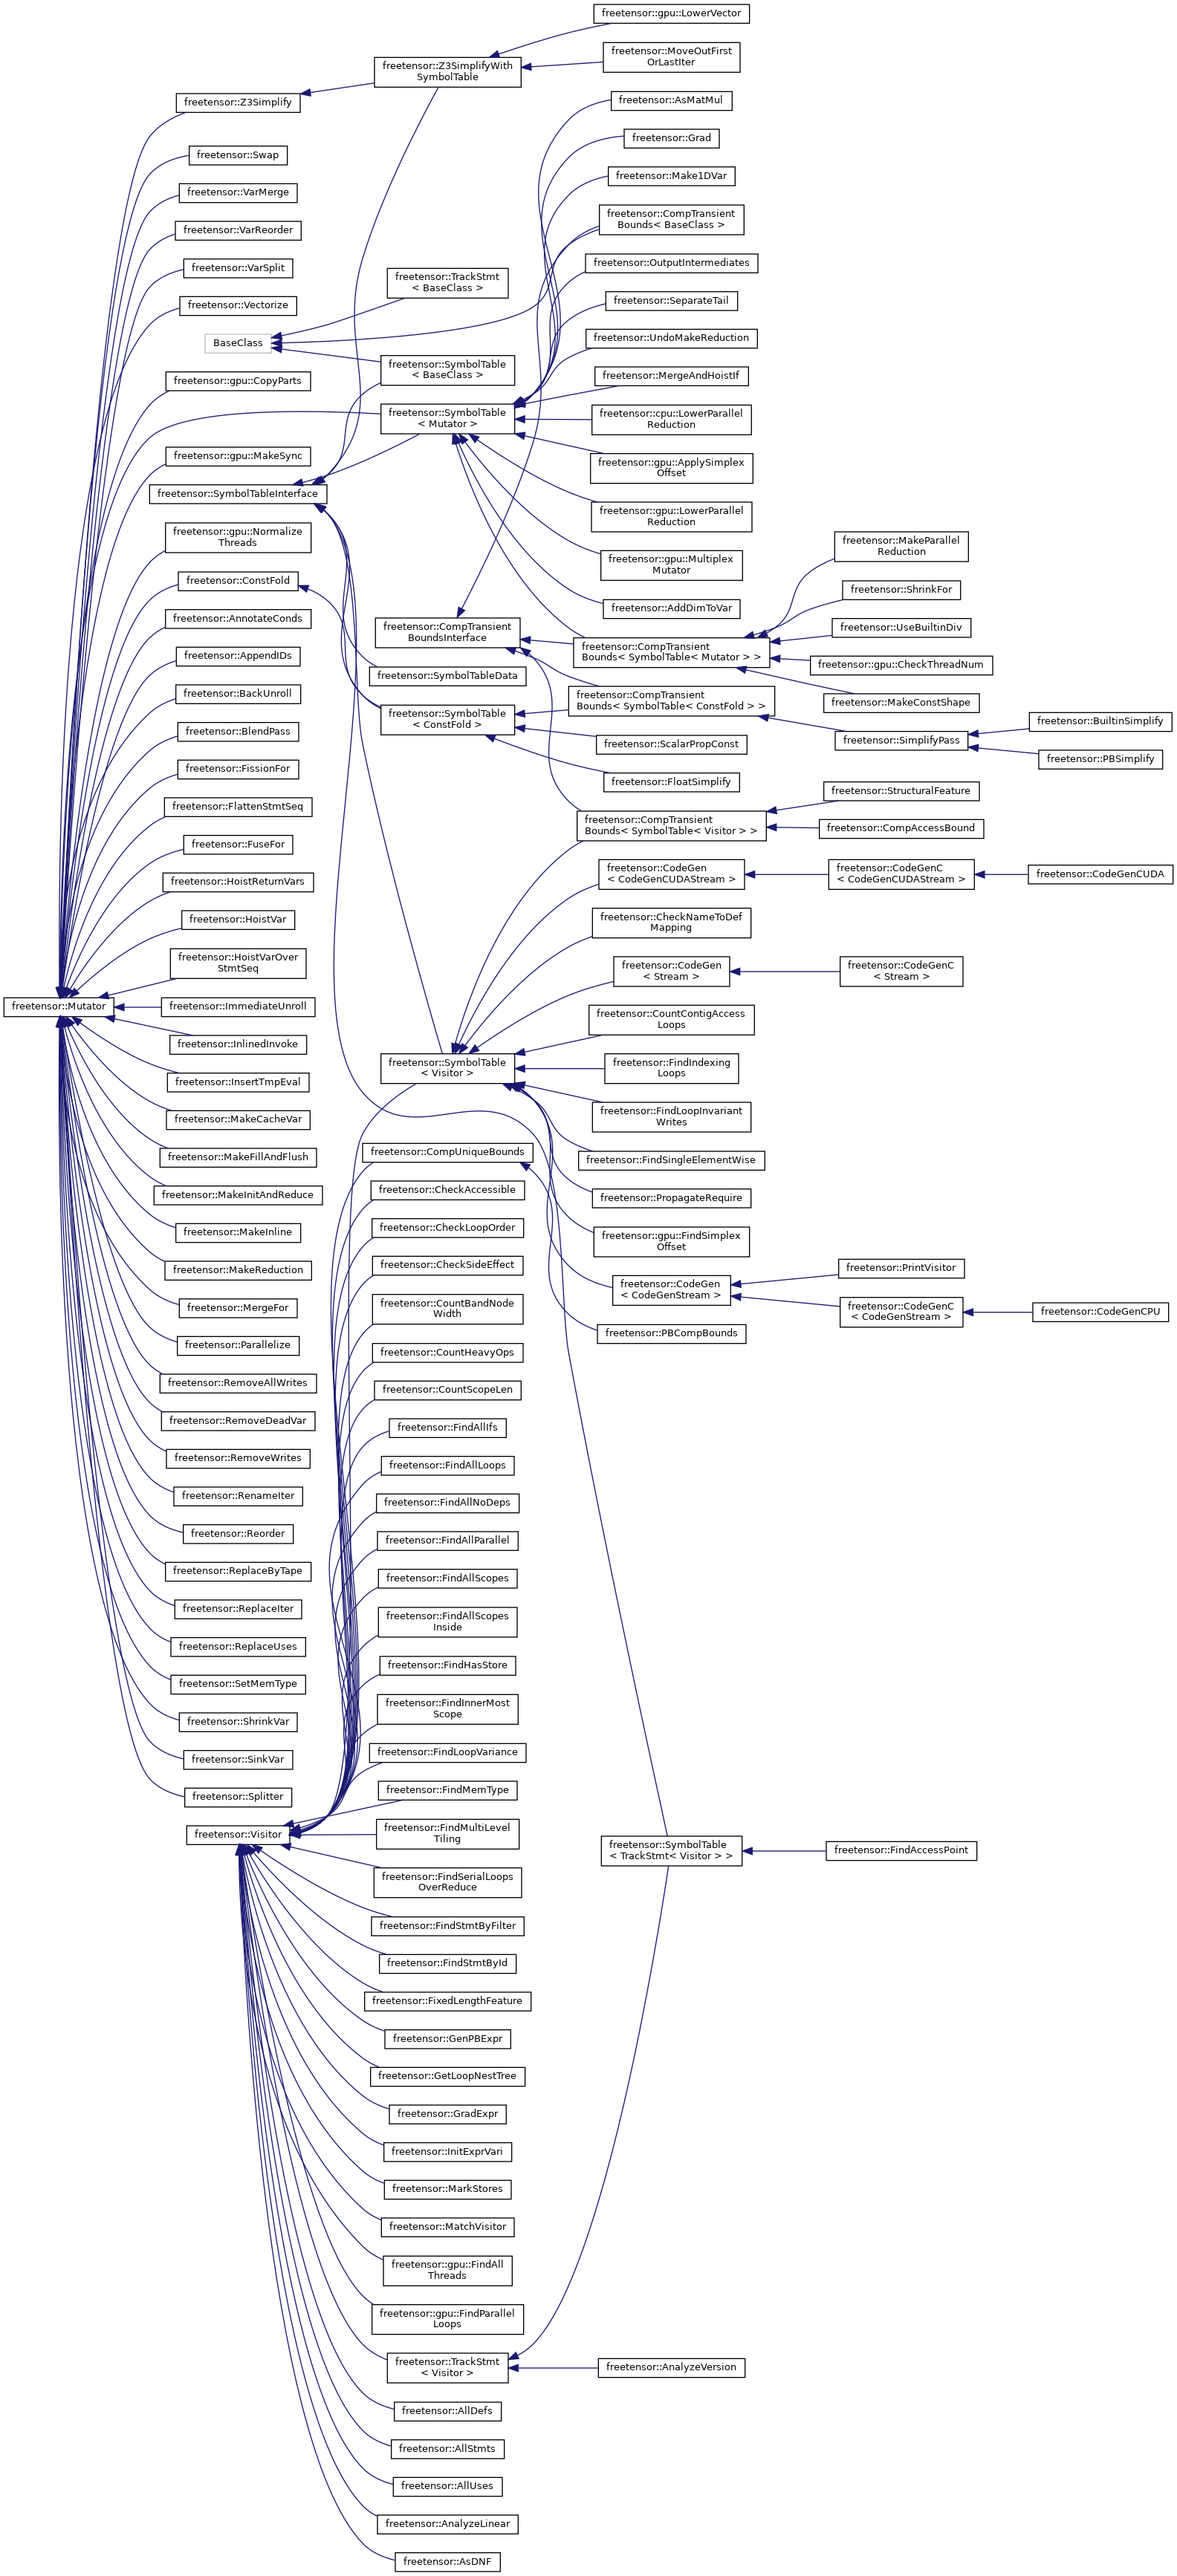 freetensor::gpu::LowerVector
freetensor::Z3SimplifyWith
SymbolTable
freetensor::MoveOutFirst
OrLastIter
freetensor::Z3Simplify
freetensor::AsMatMul
freetensor::Grad
freetensor::Swap
freetensor::Make1DVar
freetensor::VarMerge
freetensor::CompTransient
Bounds< BaseClass >
freetensor::VarReorder
freetensor::OutputIntermediates
freetensor::VarSplit
freetensor::TrackStmt
< BaseClass >
freetensor::SeparateTail
freetensor::Vectorize
freetensor::UndoMakeReduction
BaseClass
freetensor::SymbolTable
< BaseClass >
freetensor::MergeAndHoistIf
freetensor::gpu::CopyParts
freetensor::SymbolTable
< Mutator >
freetensor::cpu::LowerParallel
Reduction
freetensor::gpu::MakeSync
freetensor::gpu::ApplySimplex
Offset
freetensor::SymbolTableInterface
freetensor::gpu::LowerParallel
Reduction
freetensor::gpu::Normalize
Threads
freetensor::MakeParallel
Reduction
freetensor::gpu::Multiplex
Mutator
freetensor::ConstFold
freetensor::ShrinkFor
freetensor::AddDimToVar
freetensor::AnnotateConds
freetensor::CompTransient
BoundsInterface
freetensor::UseBuiltinDiv
freetensor::CompTransient
Bounds< SymbolTable< Mutator > >
freetensor::AppendIDs
freetensor::gpu::CheckThreadNum
freetensor::SymbolTableData
freetensor::BackUnroll
freetensor::CompTransient
Bounds< SymbolTable< ConstFold > >
freetensor::MakeConstShape
freetensor::SymbolTable
< ConstFold >
freetensor::BuiltinSimplify
freetensor::BlendPass
freetensor::SimplifyPass
freetensor::ScalarPropConst
freetensor::PBSimplify
freetensor::FissionFor
freetensor::FloatSimplify
freetensor::StructuralFeature
freetensor::FlattenStmtSeq
freetensor::CompTransient
Bounds< SymbolTable< Visitor > >
freetensor::CompAccessBound
freetensor::FuseFor
freetensor::CodeGen
< CodeGenCUDAStream >
freetensor::CodeGenC
< CodeGenCUDAStream >
freetensor::CodeGenCUDA
freetensor::HoistReturnVars
freetensor::HoistVar
freetensor::CheckNameToDef
Mapping
freetensor::HoistVarOver
StmtSeq
freetensor::CodeGen
< Stream >
freetensor::CodeGenC
< Stream >
freetensor::Mutator
freetensor::ImmediateUnroll
freetensor::CountContigAccess
Loops
freetensor::InlinedInvoke
freetensor::SymbolTable
< Visitor >
freetensor::FindIndexing
Loops
freetensor::InsertTmpEval
freetensor::FindLoopInvariant
Writes
freetensor::MakeCacheVar
freetensor::CompUniqueBounds
freetensor::MakeFillAndFlush
freetensor::FindSingleElementWise
freetensor::CheckAccessible
freetensor::MakeInitAndReduce
freetensor::PropagateRequire
freetensor::CheckLoopOrder
freetensor::MakeInline
freetensor::gpu::FindSimplex
Offset
freetensor::CheckSideEffect
freetensor::MakeReduction
freetensor::PrintVisitor
freetensor::CodeGen
< CodeGenStream >
freetensor::CountBandNode
Width
freetensor::MergeFor
freetensor::CodeGenC
< CodeGenStream >
freetensor::CodeGenCPU
freetensor::PBCompBounds
freetensor::Parallelize
freetensor::CountHeavyOps
freetensor::RemoveAllWrites
freetensor::CountScopeLen
freetensor::RemoveDeadVar
freetensor::FindAllIfs
freetensor::RemoveWrites
freetensor::FindAllLoops
freetensor::RenameIter
freetensor::FindAllNoDeps
freetensor::Reorder
freetensor::FindAllParallel
freetensor::ReplaceByTape
freetensor::FindAllScopes
freetensor::ReplaceIter
freetensor::FindAllScopes
Inside
freetensor::ReplaceUses
freetensor::FindHasStore
freetensor::SetMemType
freetensor::FindInnerMost
Scope
freetensor::ShrinkVar
freetensor::FindLoopVariance
freetensor::SinkVar
freetensor::FindMemType
freetensor::Splitter
freetensor::Visitor
freetensor::FindMultiLevel
Tiling
freetensor::SymbolTable
< TrackStmt< Visitor > >
freetensor::FindAccessPoint
freetensor::FindSerialLoops
OverReduce
freetensor::FindStmtByFilter
freetensor::FindStmtById
freetensor::FixedLengthFeature
freetensor::GenPBExpr
freetensor::GetLoopNestTree
freetensor::GradExpr
freetensor::InitExprVari
freetensor::MarkStores
freetensor::MatchVisitor
freetensor::gpu::FindAll
Threads
freetensor::gpu::FindParallel
Loops
freetensor::TrackStmt
< Visitor >
freetensor::AnalyzeVersion
freetensor::AllDefs
freetensor::AllStmts
freetensor::AllUses
freetensor::AnalyzeLinear
freetensor::AsDNF